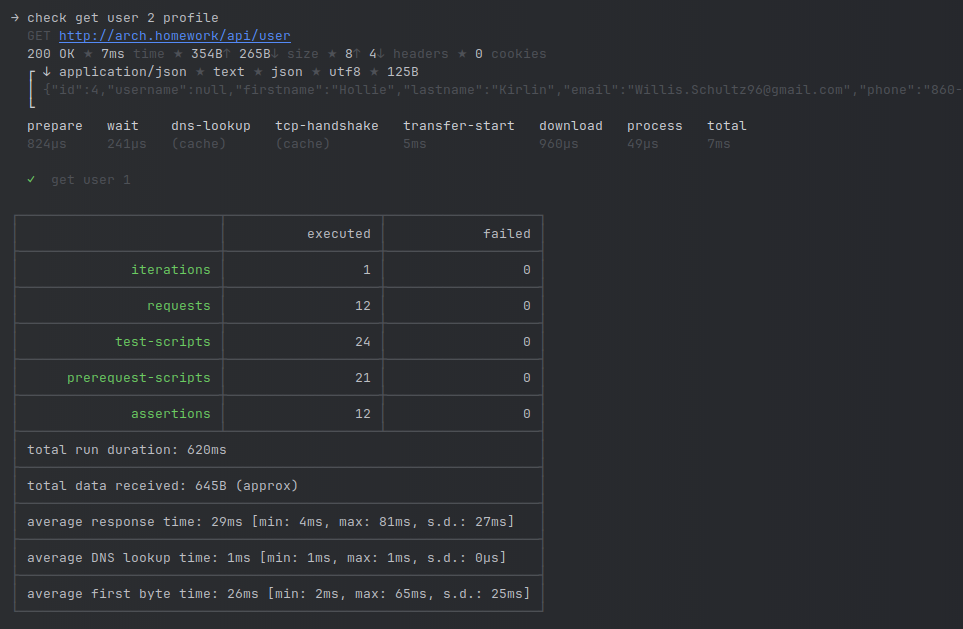 → check get user 2 profile
GET http://arch.homework/api/user
200 OK ★ 7ms time ★ 354B↑ 265B↓ size ★ 8↑ 4↓ headers ★ 0 cookies
┌ ↓ application/json ★ text ★ json ★ utf8 ★ 125B
│ {"id":4,"username":null,"firstname":"Hollie","lastname":"Kirlin","email":"Willis.Schultz96@gmail.com","phone":"860-
└
prepare wait dns-lookup tcp-handshake transfer-start download process total
824µs 241µs (cache) (cache) 5ms 960µs 49µs 7ms
✓ get user 1
executed failed
iterations 1 0
requests 12 0
test-scripts 24 0
prerequest-scripts 21 0
assertions 12 0
total run duration: 620ms
total data received: 645B (approx)
average response time: 29ms [min: 4ms, max: 81ms, s.d.: 27ms]
average DNS lookup time: 1ms [min: 1ms, max: 1ms, s.d.: 0µs]
average first byte time: 26ms [min: 2ms, max: 65ms, s.d.: 25ms]